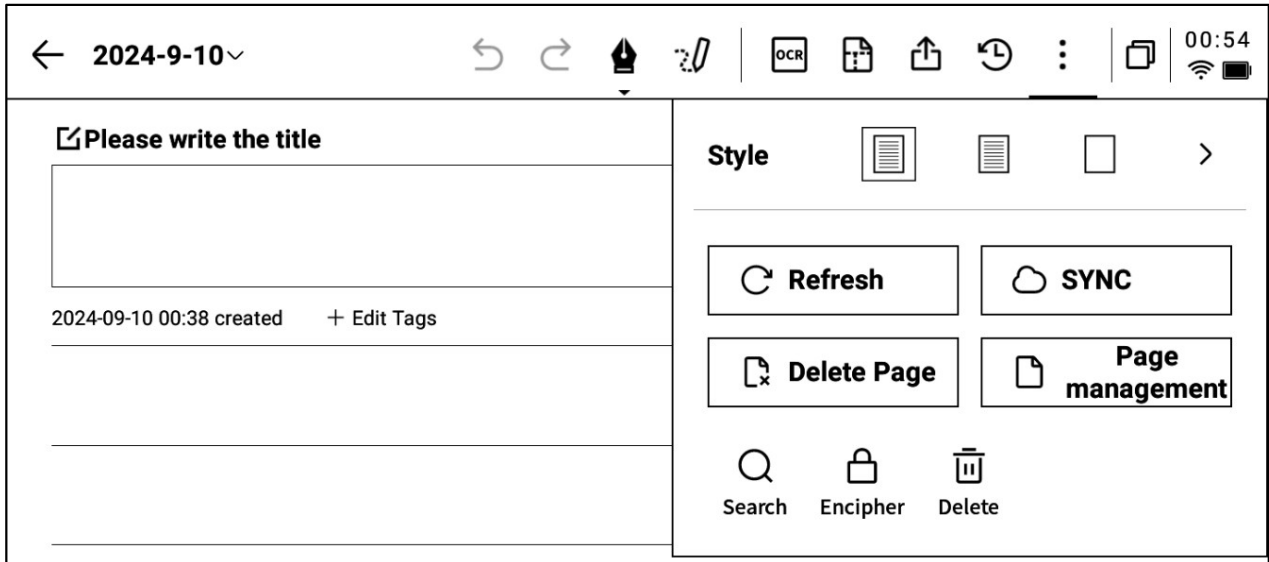 2024-9-10
OCR
00:54
Please write the title
Style
Refresh
SYNC
2024-09-10 00:38 created + Edit Tags
Delete Page
Page
management
Search Encipher Delete